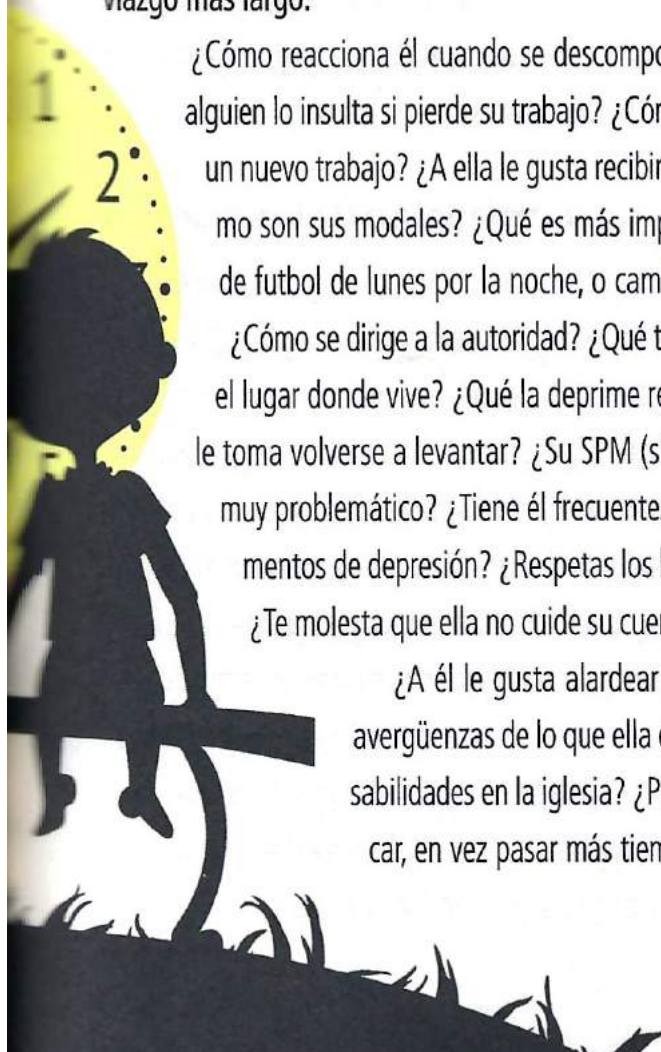 viazgo más largo.
¿Cómo reacciona él cuando se descompo
alguien lo insulta si pierde su trabajo? ¿Cór
un nuevo trabajo? ¿A ella le gusta recibir
mo son sus modales? ¿Qué es más imp
de futbol de lunes por la noche, o cam
¿Cómo se dirige a la autoridad? ¿Qué t
el lugar donde vive? ¿Qué la deprime re
le toma volverse a levantar? ¿Su SPM (s
muy problemático? ¿Tiene él frecuente
mentos de depresión? ¿Respetas los
¿Te molesta que ella no cuide su cuer
¿A él le gusta alardear
avergüenzas de lo que ella
sabilidades en la iglesia? ¿P
car, en vez pasar más tiem
1
2